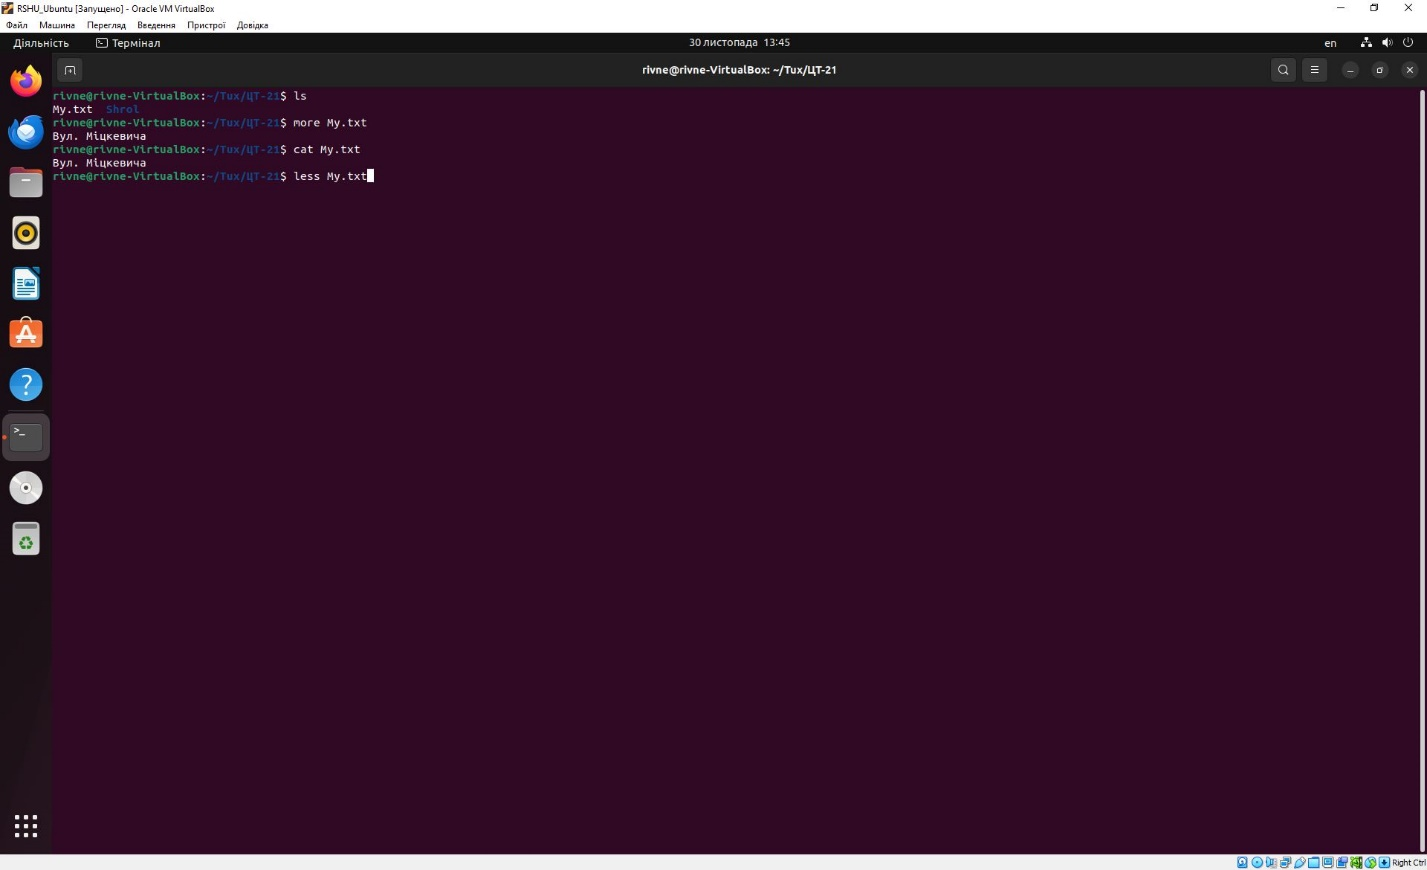 RSHU_Ubuntu [Запущено] - Oracle VM VirtualBox
Файл Машина Перегляд Введення Пристрої Довідка
Діяльність Термінал 30 листопада 13:45 en
rivne@rivne-VirtualBox: ~/Tux/ЦТ-21
rivne@rivne-VirtualBox:~/Tux/ЦТ-21$ ls
My.txt Shrol
rivne@rivne-VirtualBox:~/Tux/ЦТ-21$ more My.txt
Вул. Міцкевича
rivne@rivne-VirtualBox:~/Tux/ЦТ-21$ cat My.txt
Вул. Міцкевича
rivne@rivne-VirtualBox:~/Tux/ЦТ-21$ less My.txt
Right Ctrl